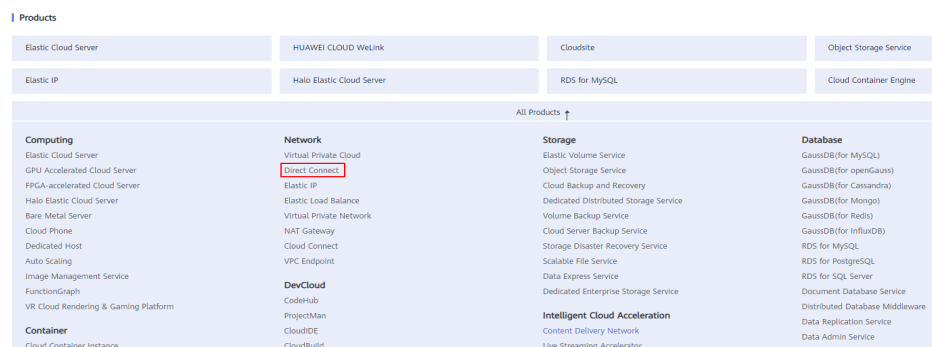 Products
Elastic Cloud Server
HUAWEI CLOUD WeLink
Cloudsite
Object Storage Service
Elastic IP
Halo Elastic Cloud Server
RDS for MySQL
Cloud Container Engine
All Products ↑
Computing
Elastic Cloud Server
GPU Accelerated Cloud Server
FPGA-accelerated Cloud Server
Halo Elastic Cloud Server
Bare Metal Server
Cloud Phone
Dedicated Host
Auto Scaling
Image Management Service
FunctionGraph
VR Cloud Rendering & Gaming Platform
Container
Cloud Container Instance
Network
Virtual Private Cloud
Direct Connect
Elastic IP
Elastic Load Balance
Virtual Private Network
NAT Gateway
Cloud Connect
VPC Endpoint
DevCloud
CodeHub
ProjectMan
CloudIDE
CloudBuild
Storage
Elastic Volume Service
Object Storage Service
Cloud Backup and Recovery
Dedicated Distributed Storage Service
Volume Backup Service
Cloud Server Backup Service
Storage Disaster Recovery Service
Scalable File Service
Data Express Service
Dedicated Enterprise Storage Service
Intelligent Cloud Acceleration
Content Delivery Network
Live Streaming Accelerator
Database
GaussDB(for MySQL)
GaussDB(for openGauss)
GaussDB(for Cassandra)
GaussDB(for Mongo)
GaussDB(for Redis)
GaussDB(for InfluxDB)
RDS for MySQL
RDS for PostgreSQL
RDS for SQL Server
Document Database Service
Distributed Database Middleware
Data Replication Service
Data Admin Service